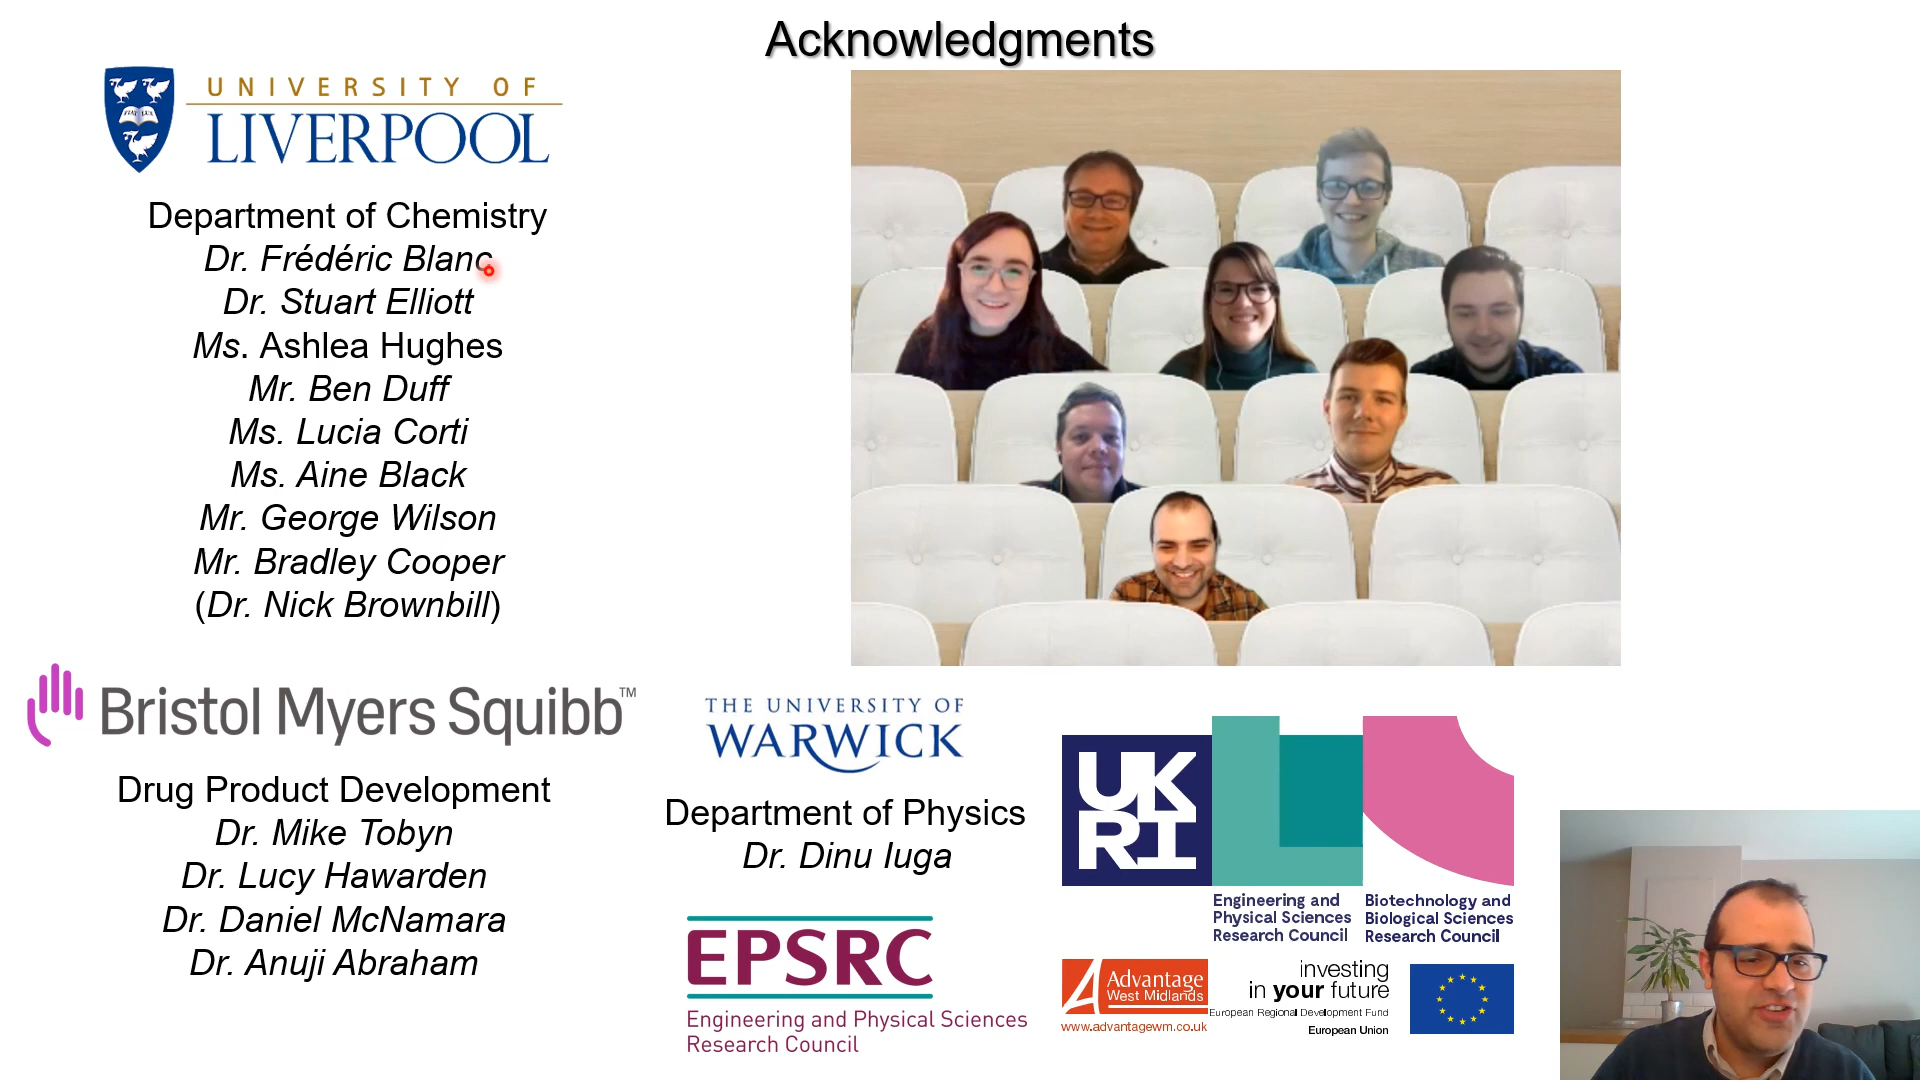 Acknowledgments
UNIVERSITY OF
LIVERPOOL
FIAT LUX
Department of Chemistry
Dr. Frédéric Blanc
Dr. Stuart Elliott
Ms. Ashlea Hughes
Mr. Ben Duff
Ms. Lucia Corti
Ms. Aine Black
Mr. George Wilson
Mr. Bradley Cooper
(Dr. Nick Brownbill)
Bristol Myers Squibb™
Drug Product Development
Dr. Mike Tobyn
Dr. Lucy Hawarden
Dr. Daniel McNamara
Dr. Anuji Abraham
THE UNIVERSITY OF
WARWICK
Department of Physics
Dr. Dinu Iuga
EPSRC
Engineering and Physical Sciences
Research Council
UK
RI
Engineering and
Physical Sciences
Research Council
Biotechnology and
Biological Sciences
Research Council
Advantage
West Midlands
www.advantagewm.co.uk
investing
in your future
European Regional Development Fund
European Union